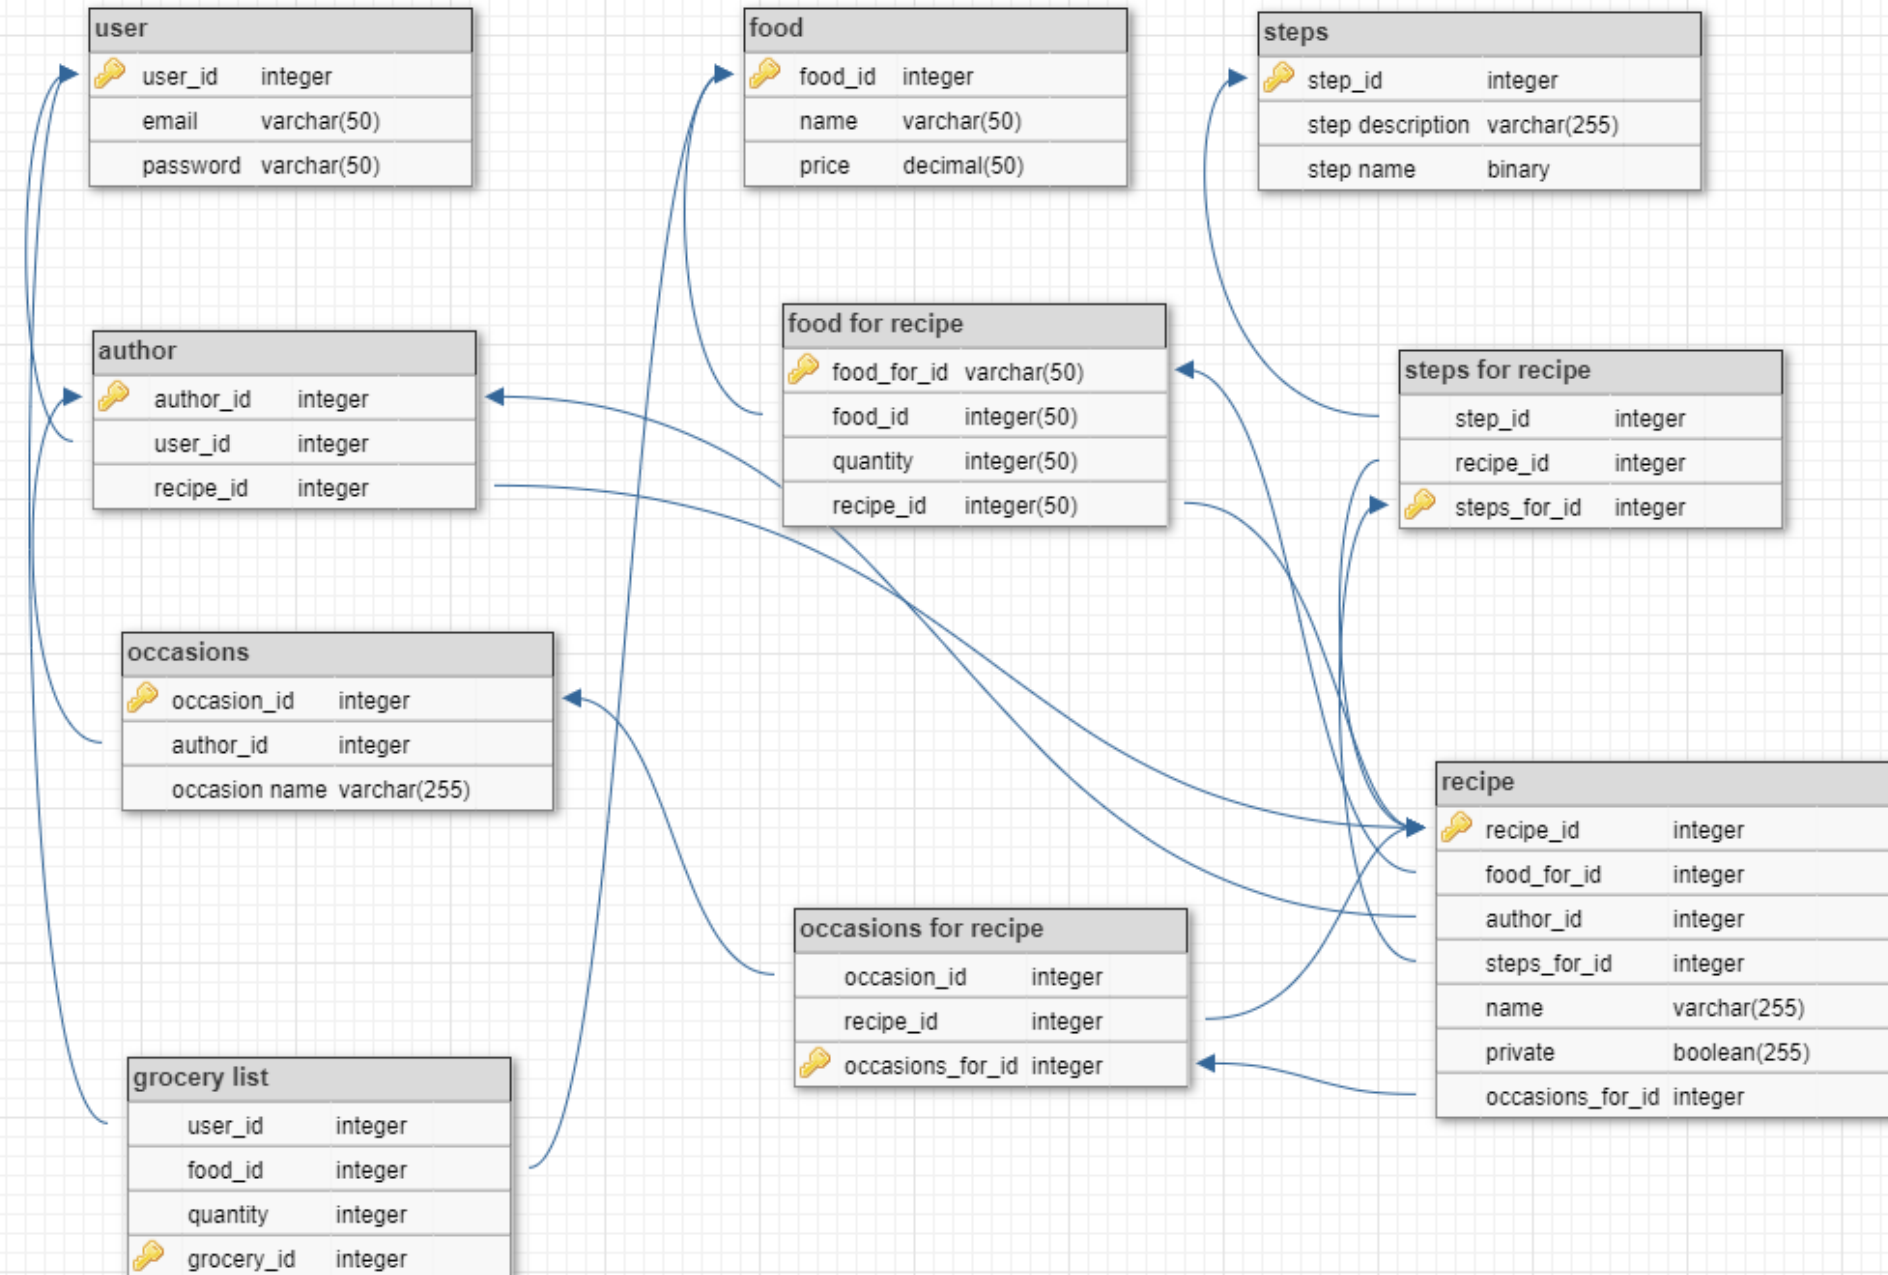 user
user_id integer
email varchar(50)
password varchar(50)
food
food_id integer
name varchar(50)
price decimal(50)
steps
step_id integer
step description varchar(255)
step name binary
author
author_id integer
user_id integer
recipe_id integer
food for recipe
food_for_id varchar(50)
food_id integer(50)
quantity integer(50)
recipe_id integer(50)
steps for recipe
step_id integer
recipe_id integer
steps_for_id integer
occasions
occasion_id integer
author_id integer
occasion name varchar(255)
recipe
recipe_id integer
food_for_id integer
author_id integer
steps_for_id integer
name varchar(255)
private boolean(255)
occasions_for_id integer
occasions for recipe
occasion_id integer
recipe_id integer
occasions_for_id integer
grocery list
user_id integer
food_id integer
quantity integer
grocery_id integer